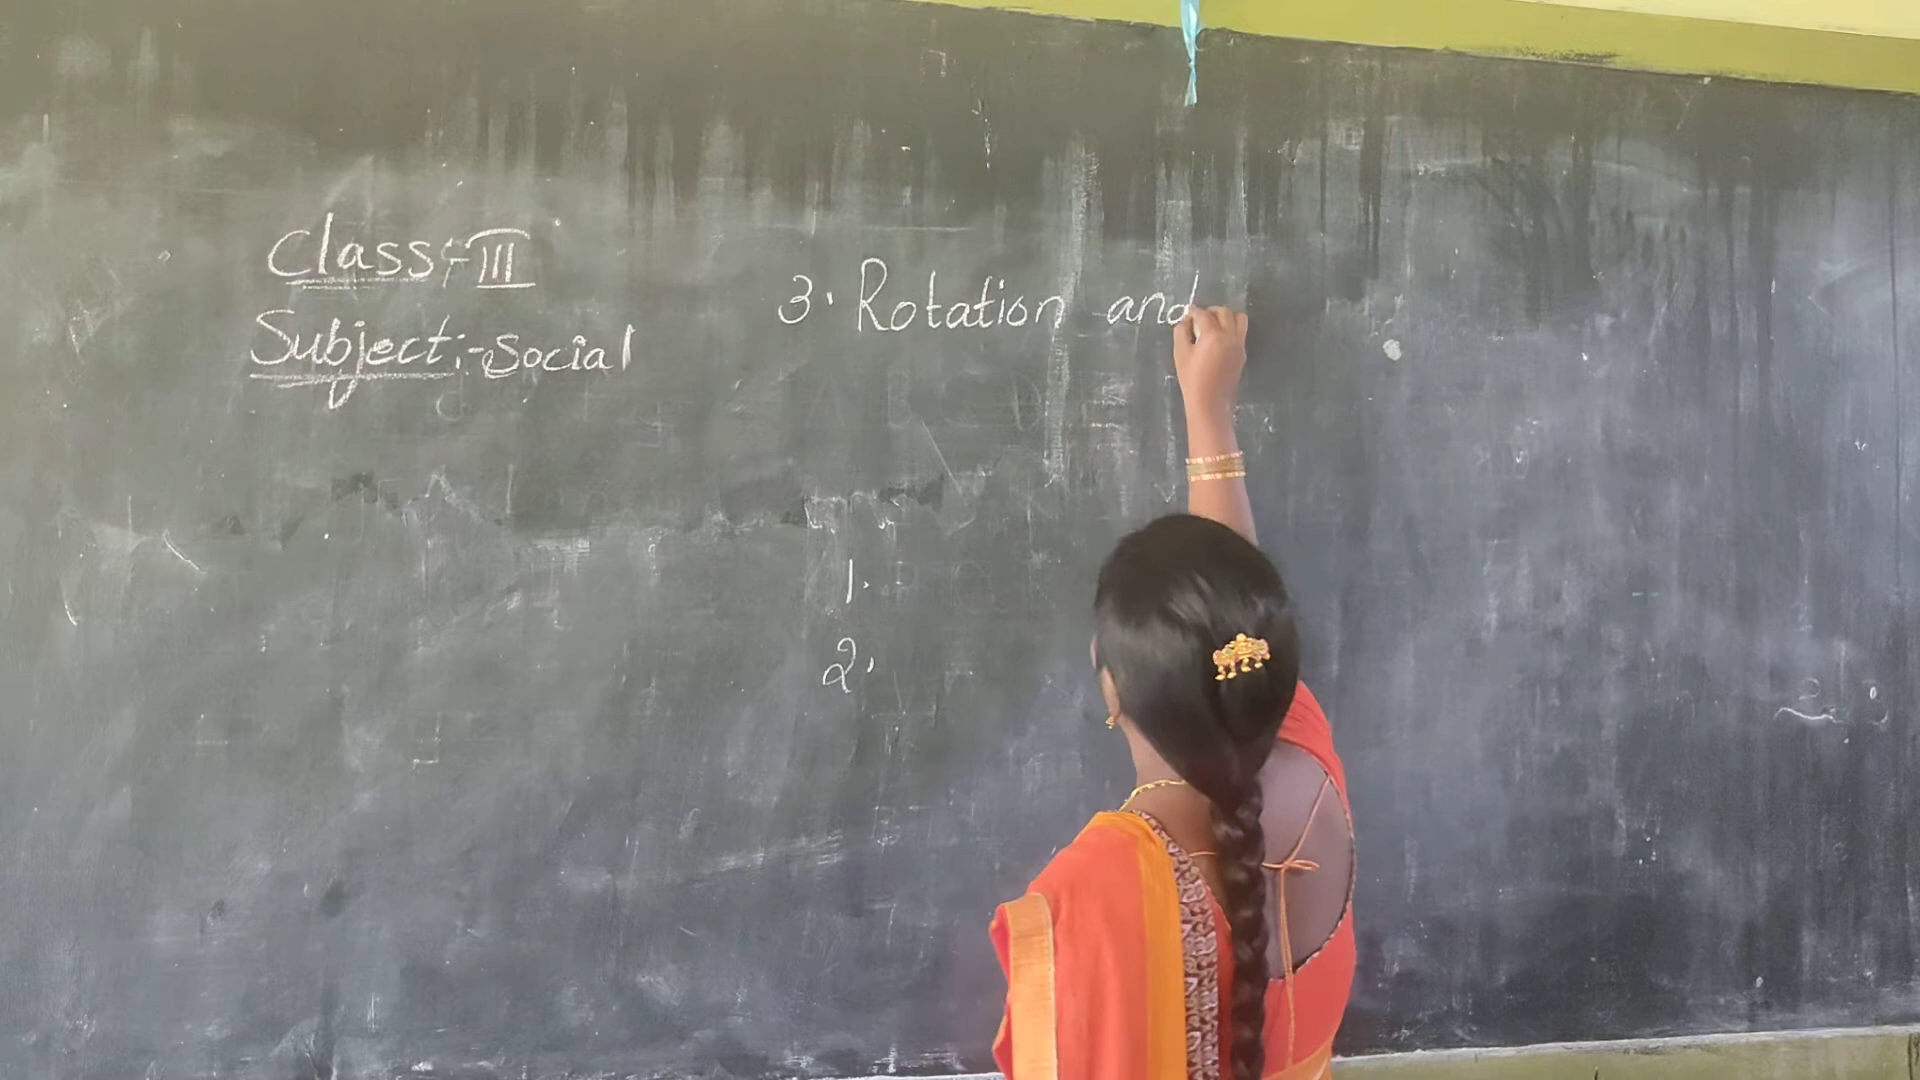 Class:-III
Subject:-Social
3. Rotation and
1.
2.